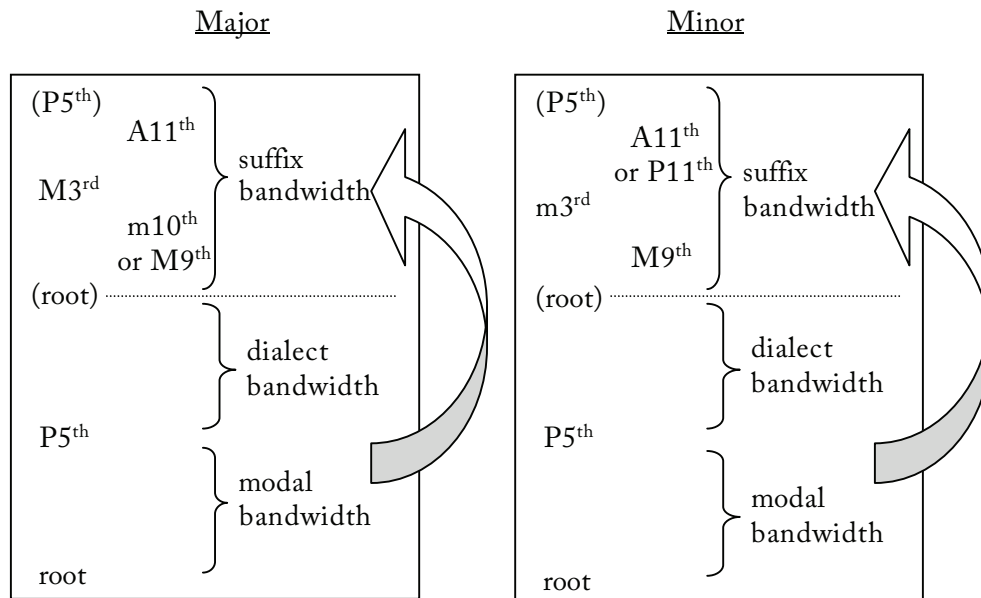 Major
(P5th)
A11th
suffix
bandwidth
M3rd
m10th
or M9th
(root)
dialect
bandwidth
P5th
modal
bandwidth
root
Minor
(P5th)
A11th
or P11th
suffix
bandwidth
m3rd
M9th
(root)
dialect
bandwidth
P5th
modal
bandwidth
root